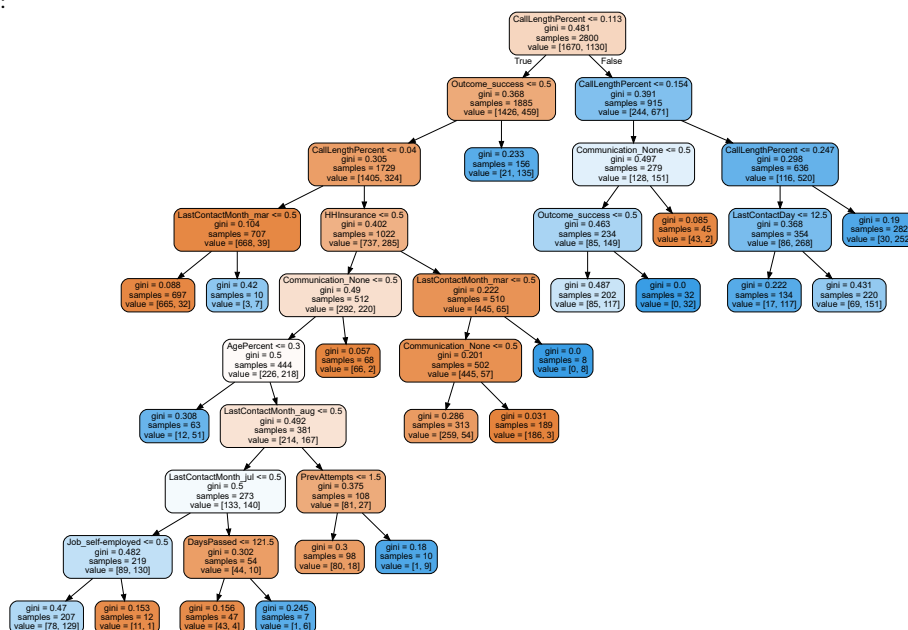 :
CallLengthPercent <= 0.113
gini = 0.481
samples = 2800
value = [1670, 1130]
True
False
Outcome_success <= 0.5
gini = 0.368
samples = 1885
value = [1426, 459]
CallLengthPercent <= 0.154
gini = 0.391
samples = 915
value = [244, 671]
CallLengthPercent <= 0.04
gini = 0.305
samples = 1729
value = [1405, 324]
gini = 0.233
samples = 156
value = [21, 135]
Communication_None <= 0.5
gini = 0.497
samples = 279
value = [128, 151]
CallLengthPercent <= 0.247
gini = 0.298
samples = 636
value = [116, 520]
LastContactMonth_mar <= 0.5
gini = 0.104
samples = 707
value = [668, 39]
HHInsurance <= 0.5
gini = 0.402
samples = 1022
value = [737, 285]
Outcome_success <= 0.5
gini = 0.463
samples = 234
value = [85, 149]
gini = 0.085
samples = 45
value = [43, 2]
LastContactDay <= 12.5
gini = 0.368
samples = 354
value = [86, 268]
gini = 0.19
samples = 282
value = [30, 252]
gini = 0.088
samples = 697
value = [665, 32]
gini = 0.42
samples = 10
value = [3, 7]
Communication_None <= 0.5
gini = 0.49
samples = 512
value = [292, 220]
LastContactMonth_mar <= 0.5
gini = 0.222
samples = 510
value = [445, 65]
gini = 0.487
samples = 202
value = [85, 117]
gini = 0.0
samples = 32
value = [0, 32]
gini = 0.222
samples = 134
value = [17, 117]
gini = 0.431
samples = 220
value = [69, 151]
AgePercent <= 0.3
gini = 0.5
samples = 444
value = [226, 218]
gini = 0.057
samples = 68
value = [66, 2]
Communication_None <= 0.5
gini = 0.201
samples = 502
value = [445, 57]
gini = 0.0
samples = 8
value = [0, 8]
gini = 0.308
samples = 63
value = [12, 51]
LastContactMonth_aug <= 0.5
gini = 0.492
samples = 381
value = [214, 167]
gini = 0.286
samples = 313
value = [259, 54]
gini = 0.031
samples = 189
value = [186, 3]
LastContactMonth_jul <= 0.5
gini = 0.5
samples = 273
value = [133, 140]
PrevAttempts <= 1.5
gini = 0.375
samples = 108
value = [81, 27]
Job_self-employed <= 0.5
gini = 0.482
samples = 219
value = [89, 130]
DaysPassed <= 121.5
gini = 0.302
samples = 54
value = [44, 10]
gini = 0.3
samples = 98
value = [80, 18]
gini = 0.18
samples = 10
value = [1, 9]
gini = 0.47
samples = 207
value = [78, 129]
gini = 0.153
samples = 12
value = [11, 1]
gini = 0.156
samples = 47
value = [43, 4]
gini = 0.245
samples = 7
value = [1, 6]